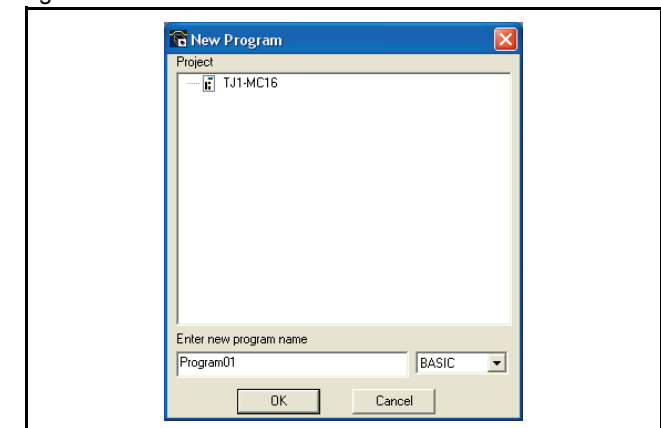 New Program
Project
TJ1-MC16
Enter new program name
Program01 BASIC
OK Cancel